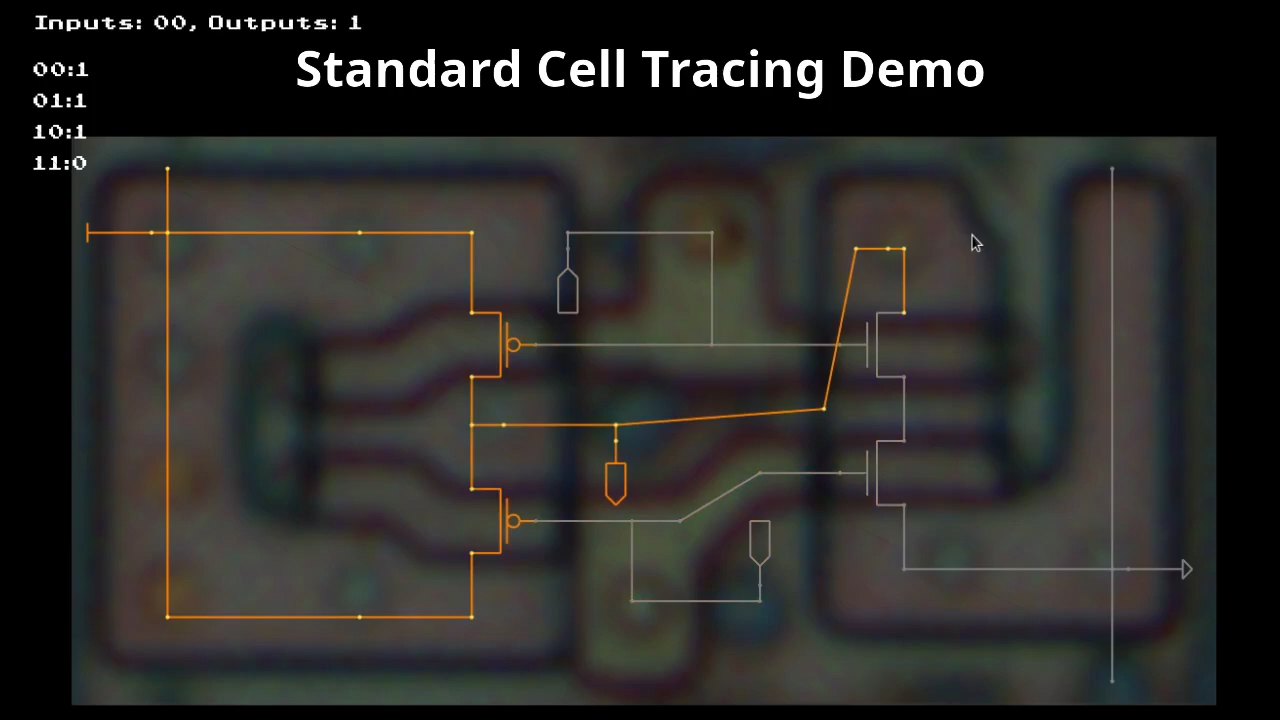 Inputs: 00, Outputs: 1
Standard Cell Tracing Demo
00:1
01:1
10:1
11:0